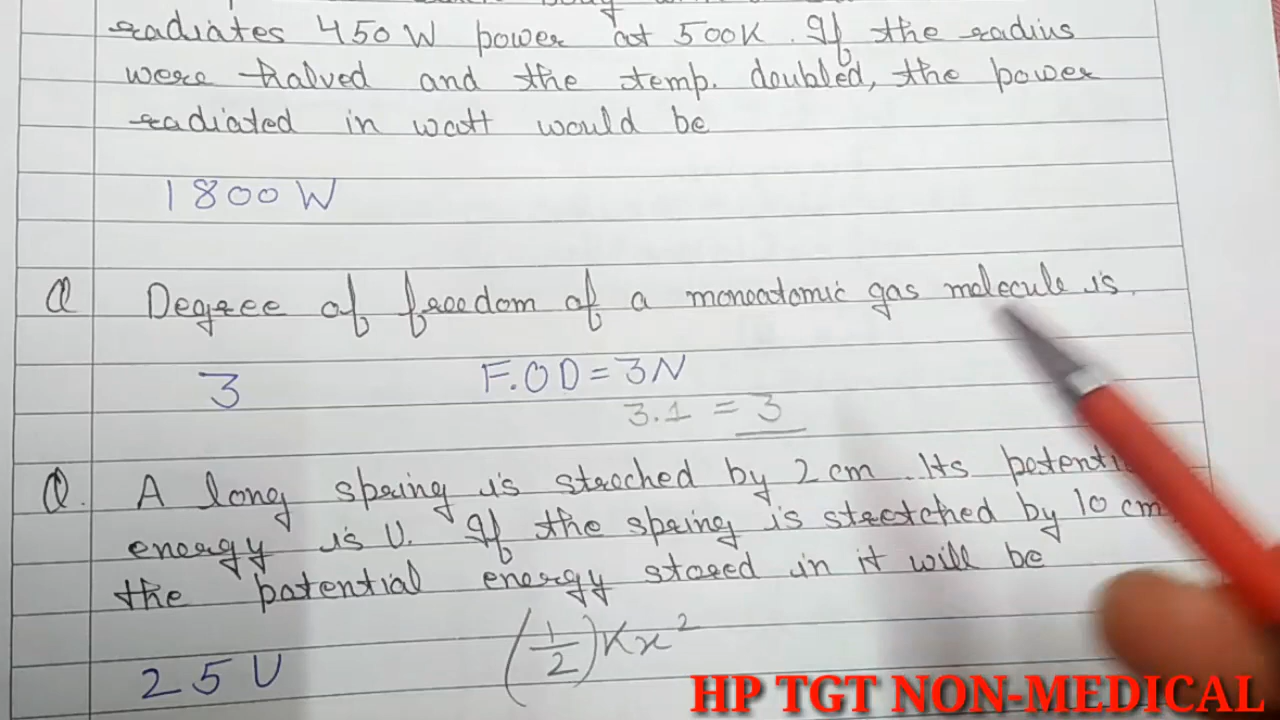 radiates 450 W power at 500K. If the radius
were halved and the temp. doubled, the power
radiated in watt would be
1800 W
Q Degree of freedom of a monoatomic gas molecule is.
3 F.OD = 3N
3.1 = 3
Q. A long spring is streched by 2 cm. Its potenti
energy is U. If the spring is stretched by 10 cm,
the potential energy stored in it will be
25 U (1/2) Kx²
HP TGT NON-MEDICAL